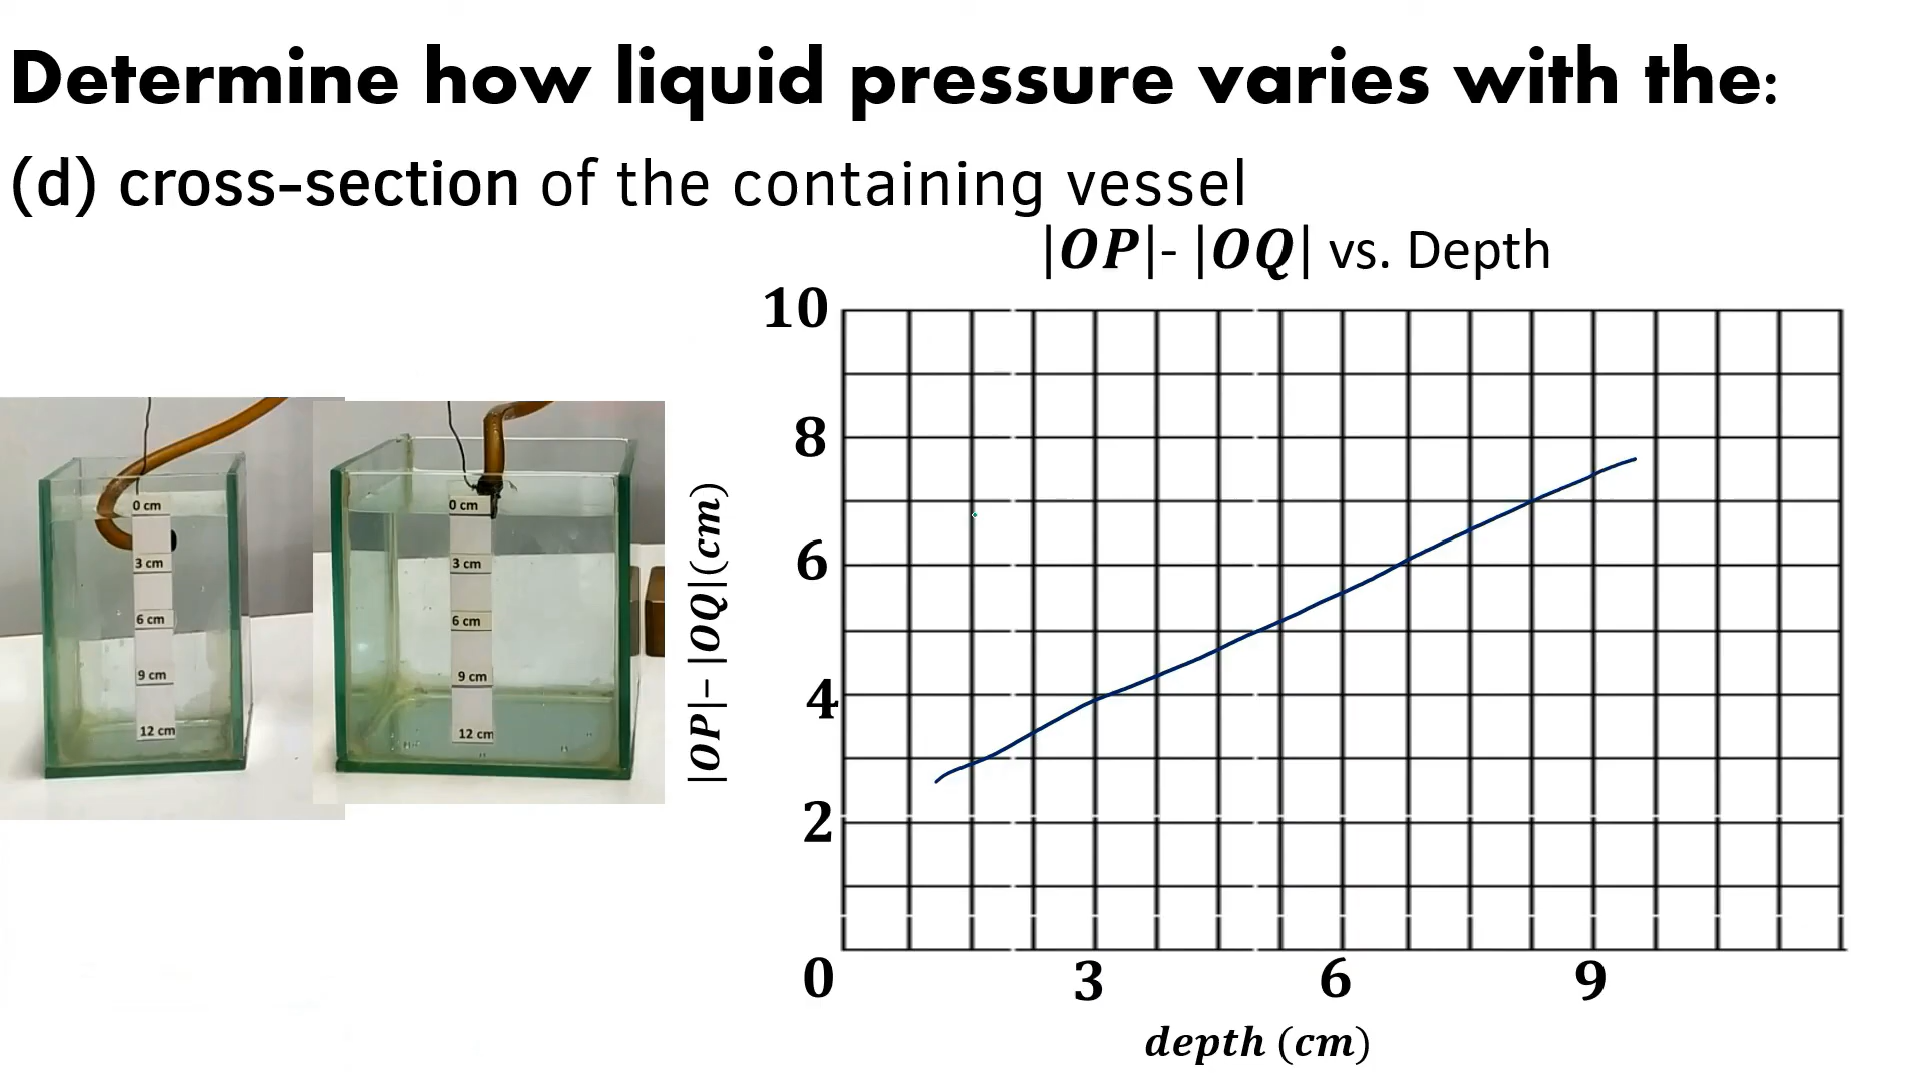 Determine how liquid pressure varies with the:
(d) cross-section of the containing vessel
|OP|- |OQ| vs. Depth
10
8
6
4
2
0
3
6
9
|OP|− |OQ|(cm)
depth (cm)
0 cm
3 cm
6 cm
9 cm
12 cm
0 cm
3 cm
6 cm
9 cm
12 cm